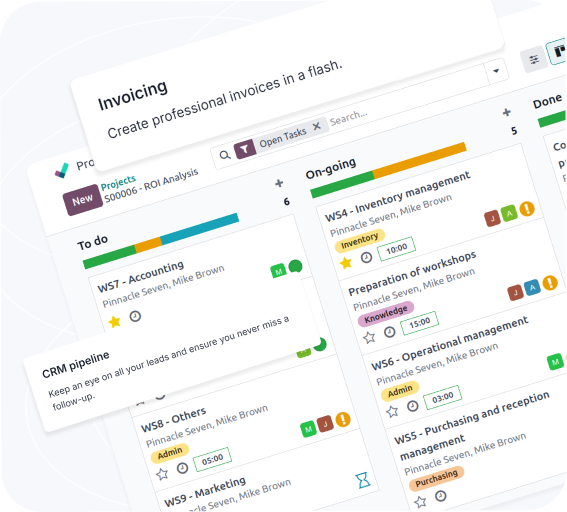 Invoicing
Create professional invoices in a flash.
Open Tasks
Search...
New
Projects
S00006 - ROI Analysis
To do
6
WS7 - Accounting
Pinnacle Seven, Mike Brown
M
CRM pipeline
Keep an eye on all your leads and ensure you never miss a
follow-up.
WS8 - Others
Pinnacle Seven, Mike Brown
Admin
M J
05:00
WS9 - Marketing
Pinnacle Seven, Mike Brown
On-going
5
WS4 - Inventory management
Pinnacle Seven, Mike Brown
Inventory
J A
10:00
Preparation of workshops
Pinnacle Seven, Mike Brown
Knowledge
J A
15:00
WS6 - Operational management
Pinnacle Seven, Mike Brown
Admin
M
03:00
WS5 - Purchasing and reception
management
Pinnacle Seven, Mike Brown
Purchasing
Done